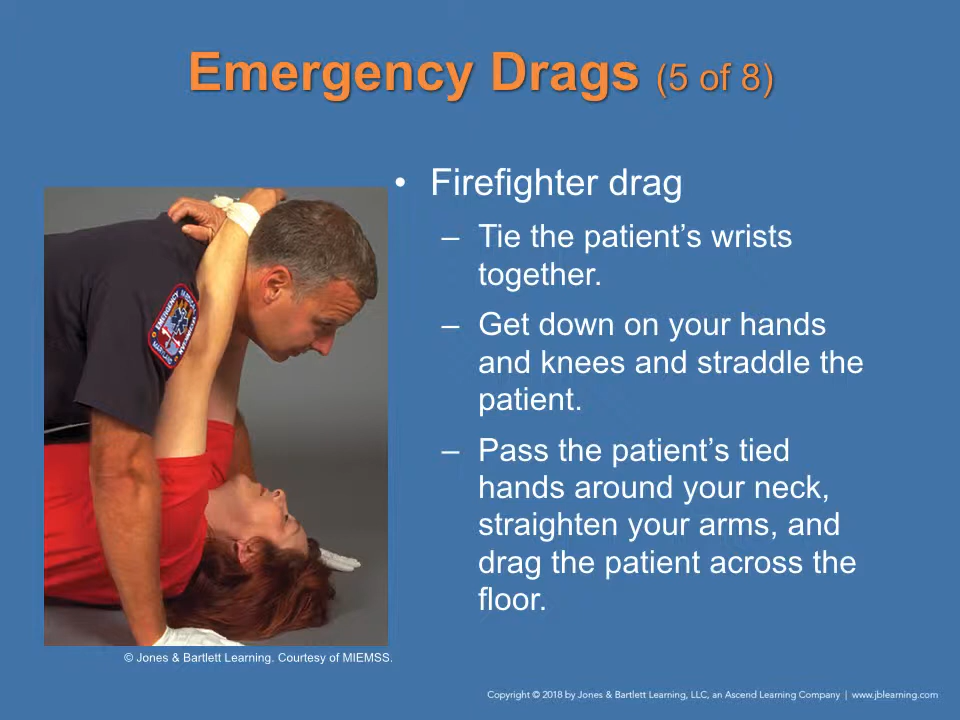 Emergency Drags (5 of 8)
• Firefighter drag
– Tie the patient’s wrists
together.
– Get down on your hands
and knees and straddle the
patient.
– Pass the patient’s tied
hands around your neck,
straighten your arms, and
drag the patient across the
floor.
© Jones & Bartlett Learning. Courtesy of MIEMSS.
Copyright © 2018 by Jones & Bartlett Learning, LLC, an Ascend Learning Company | www.jblearning.com